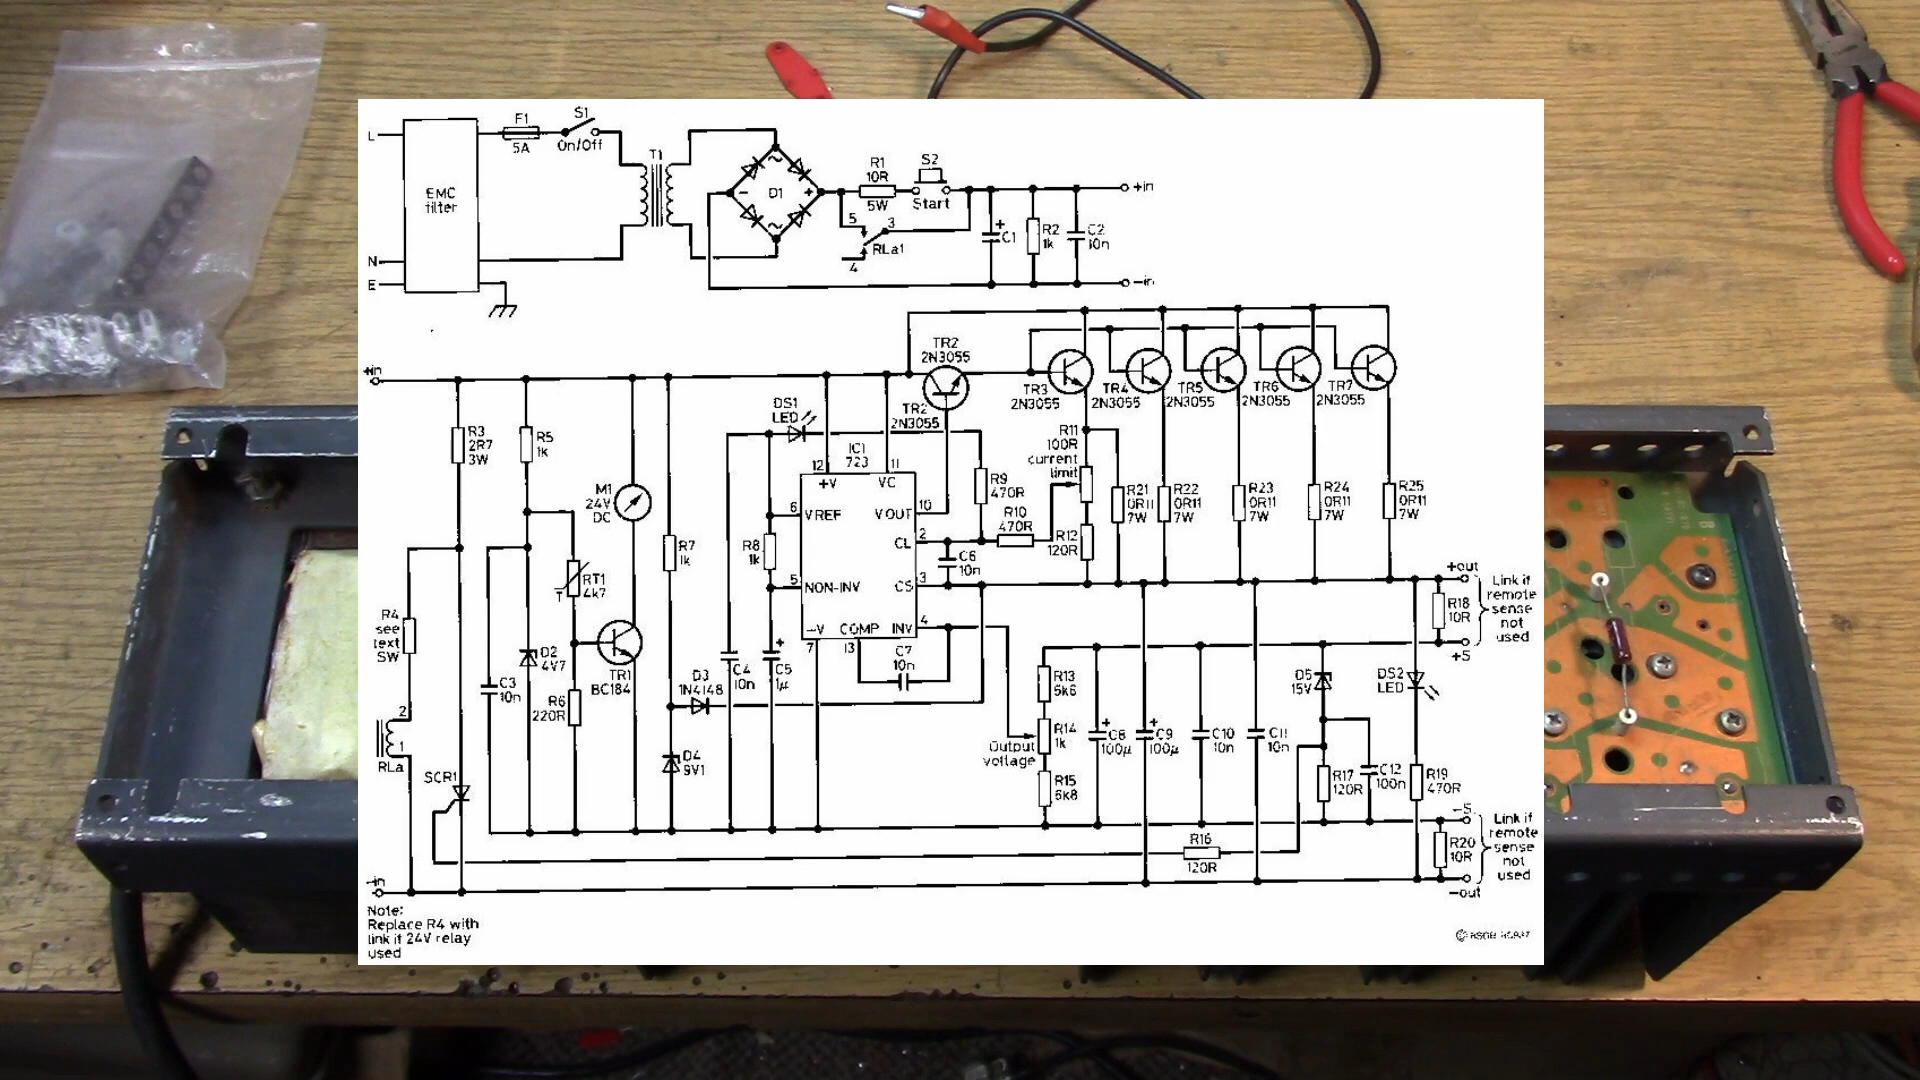 L
N
E
EMC
filter
F1
5A
S1
On/Off
T1
D1
~
~
-
+
R1
10R
5W
S2
Start
5
3
4
RLa1
+
C1
R2
1k
C2
10n
+in
-in
+in
R3
2R7
3W
R5
1k
M1
24V
DC
R7
1k
DS1
LED
TR2
2N3055
TR2
2N3055
IC1
723
12
11
+V
VC
6
VREF
VOUT
10
CL
2
5
NON-INV
CS
3
-V
COMP
INV
4
7
13
R8
1k
R9
470R
R10
470R
C6
10n
C7
10n
TR3
2N3055
TR4
2N3055
TR5
2N3055
TR6
2N3055
TR7
2N3055
R11
100R
current
limit
R12
120R
R21
0R11
7W
R22
0R11
7W
R23
0R11
7W
R24
0R11
7W
R25
0R11
7W
+out
R18
10R
+S
Link if
remote
sense
not
used
R4
see
text
5W
2
1
RLa
SCR1
C3
10n
D2
4V7
RT1
4k7
T
R6
220R
TR1
BC184
D3
1N4148
D4
9V1
C4
10n
+
C5
1µ
R13
5k6
R14
1k
Output
voltage
R15
6k8
+
C8
100µ
+
C9
100µ
C10
10n
C11
10n
D5
15V
R17
120R
C12
100n
DS2
LED
R19
470R
R16
120R
-S
R20
10R
-out
Link if
remote
sense
not
used
-in
Note:
Replace R4 with
link if 24V relay
used
© RSGB